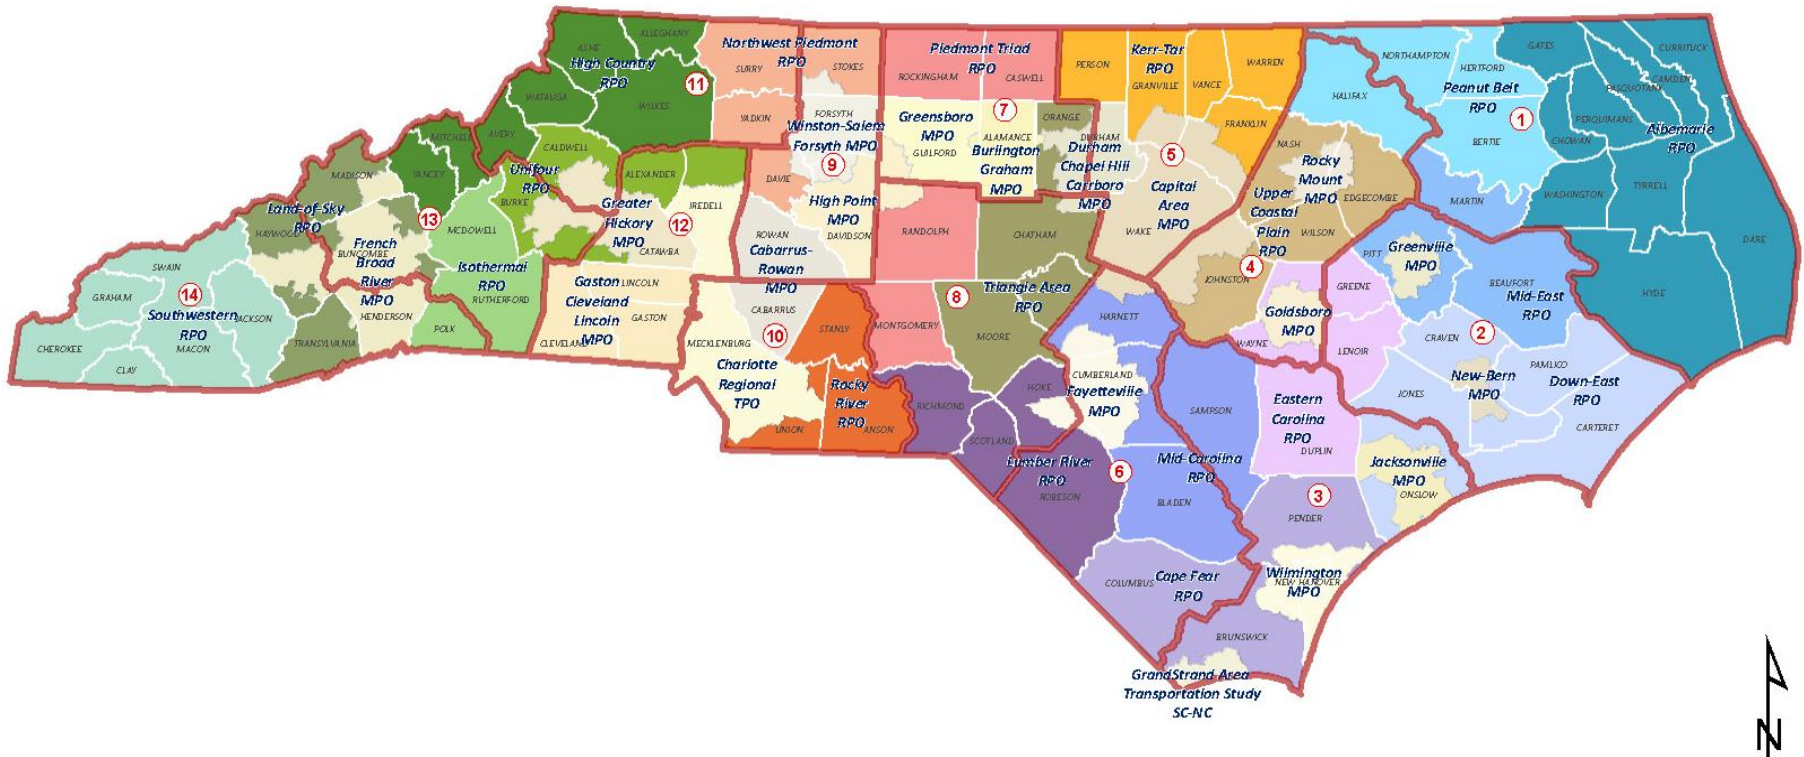 ASHE
ALLEGHANY
High Country
RPO
11
WATAUGA
WILKES
AVERY
MITCHELL
YANCEY
CALDWELL
Unifour
RPO
BURKE
ALEXANDER
MADISON
Land-of-Sky
RPO
HAYWOOD
13
MCDOWELL
French
Broad
River
MPO
BUNCOMBE
Isothermal
RPO
RUTHERFORD
HENDERSON
POLK
TRANSYLVANIA
SWAIN
GRAHAM
14
Southwestern
RPO
JACKSON
CHEROKEE
MACON
CLAY
Northwest Piedmont
RPO
SURRY
STOKES
YADKIN
FORSYTH
Winston-Salem
Forsyth MPO
9
DAVIE
High Point
MPO
DAVIDSON
Greater
Hickory
MPO
12
IREDELL
CATAWBA
ROWAN
Cabarrus-
Rowan
MPO
Gaston
Cleveland
Lincoln
MPO
LINCOLN
GASTON
CLEVELAND
CABARRUS
10
STANLY
MECKLENBURG
Charlotte
Regional
TPO
UNION
Rocky
River
RPO
ANSON
Piedmont Triad
RPO
ROCKINGHAM
CASWELL
7
Greensboro
MPO
GUILFORD
ALAMANCE
Burlington
Graham
MPO
ORANGE
DURHAM
Durham
Chapel Hill
Carrboro
MPO
RANDOLPH
CHATHAM
MONTGOMERY
8
Triangle Area
RPO
MOORE
RICHMOND
HOKE
SCOTLAND
Lumber River
RPO
ROBESON
PERSON
Kerr-Tar
RPO
GRANVILLE
VANCE
WARREN
FRANKLIN
5
Capital
Area
MPO
WAKE
NASH
Rocky
Mount
MPO
EDGECOMBE
Upper
Coastal
Plain
RPO
WILSON
4
JOHNSTON
Goldsboro
MPO
WAYNE
HARNETT
CUMBERLAND
Fayetteville
MPO
SAMPSON
6
Mid-Carolina
RPO
BLADEN
Eastern
Carolina
RPO
DUPLIN
3
PENDER
COLUMBUS
Cape Fear
RPO
Wilmington
NEW HANOVER
MPO
BRUNSWICK
GrandStrand Area
Transportation Study
SC-NC
HALIFAX
NORTHAMPTON
HERTFORD
Peanut Belt
RPO
1
BERTIE
MARTIN
GATES
CURRITUCK
CAMDEN
PASQUOTANK
PERQUIMANS
Albemarle
RPO
CHOWAN
WASHINGTON
TYRRELL
DARE
HYDE
PITT
Greenville
MPO
GREENE
BEAUFORT
Mid-East
RPO
LENOIR
CRAVEN
2
PAMLICO
New-Bern
MPO
Down-East
RPO
JONES
CARTERET
Jacksonville
MPO
ONSLOW
N